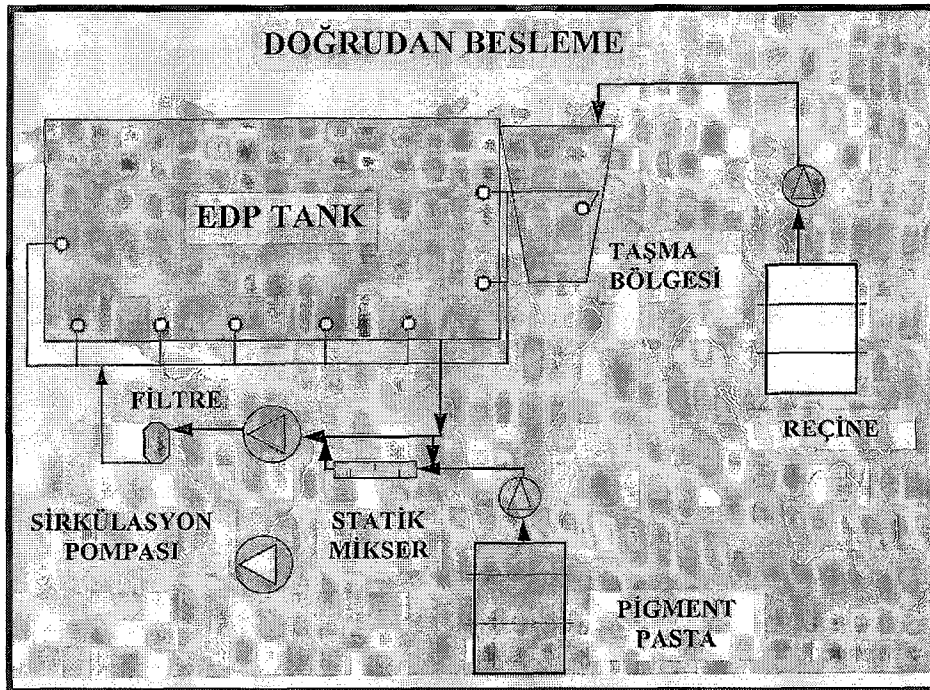 DOĞRUDAN BESLEME
EDP TANK
TAŞMA
BÖLGESİ
FİLTRE
REÇİNE
SİRKÜLASYON
POMPASI
STATİK
MİKSER
PİGMENT
PASTA